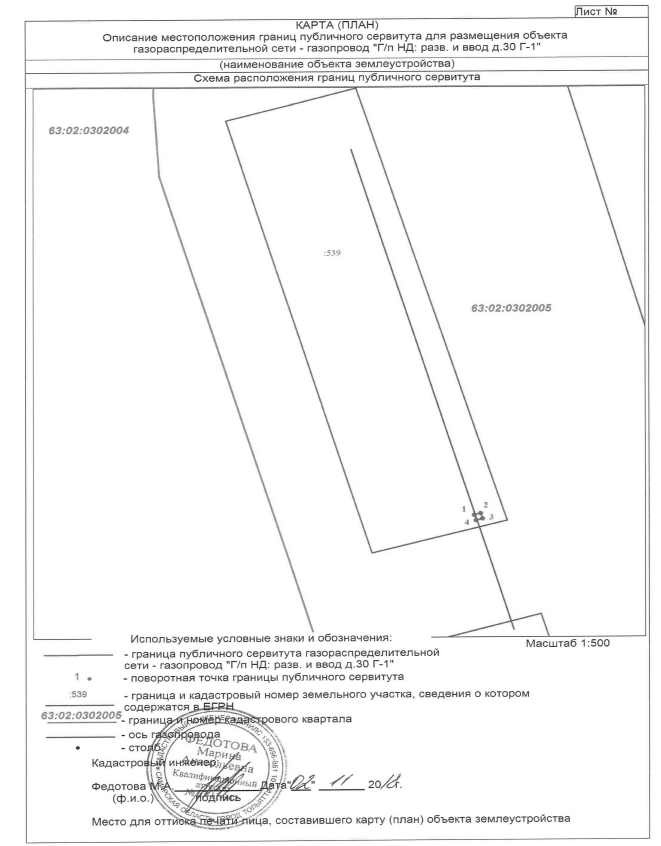 Лист №
КАРТА (ПЛАН)
Описание местоположения границ публичного сервитута для размещения объекта
газораспределительной сети - газопровод "Г/п НД: разв. и ввод д.30 Г-1"
(наименование объекта землеустройства)
Схема расположения границ публичного сервитута
63:02:0302004
:539
63:02:0302005
1 2
4 3
Используемые условные знаки и обозначения:
Масштаб 1:500
- граница публичного сервитута газораспределительной
сети - газопровод "Г/п НД: разв. и ввод д.30 Г-1"
1 - поворотная точка границы публичного сервитута
:539 - граница и кадастровый номер земельного участка, сведения о котором
содержатся в ЕГРН
63:02:0302005 - граница и номер кадастрового квартала
- ось газопровода
- столб
ФЕДОТОВА
Марина
Анатольевна
Кадастровый инженер
Квалификационный
Федотова М.А. Дата "02" 11 20 г.
(ф.и.о.) подпись
Место для оттиска печати лица, составившего карту (план) объекта землеустройства